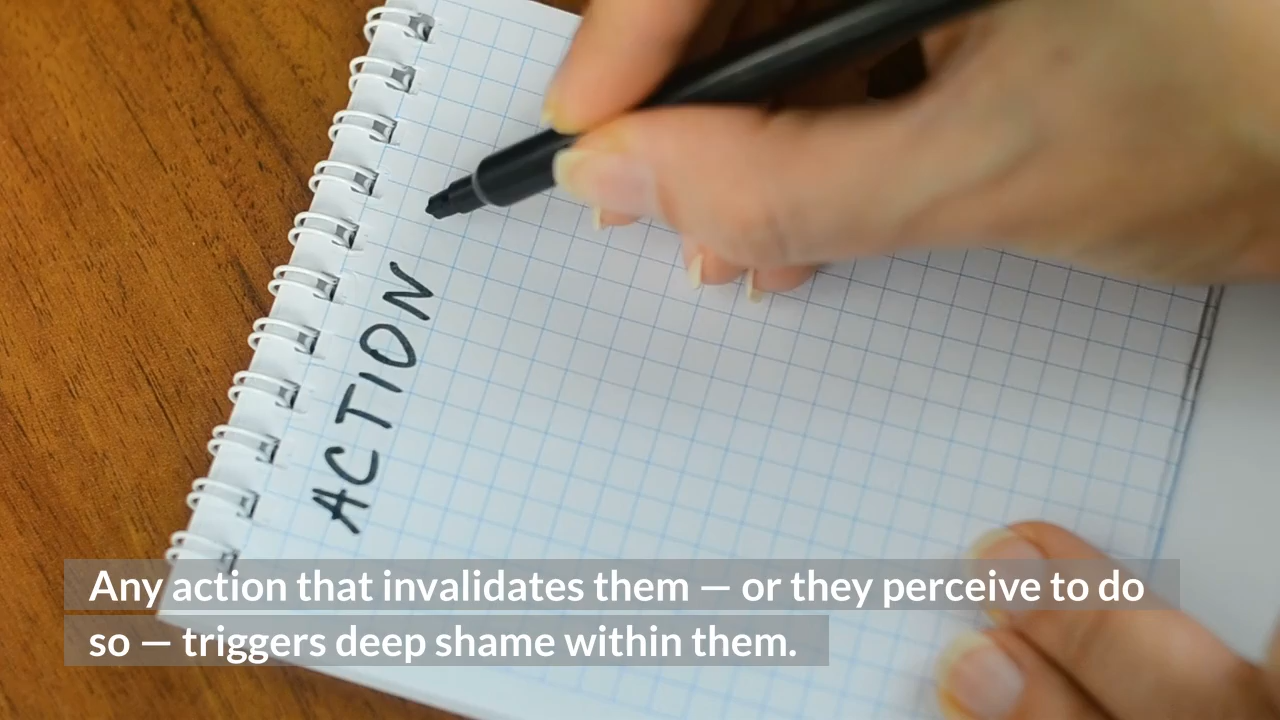 ACTION
Any action that invalidates them — or they perceive to do
so — triggers deep shame within them.